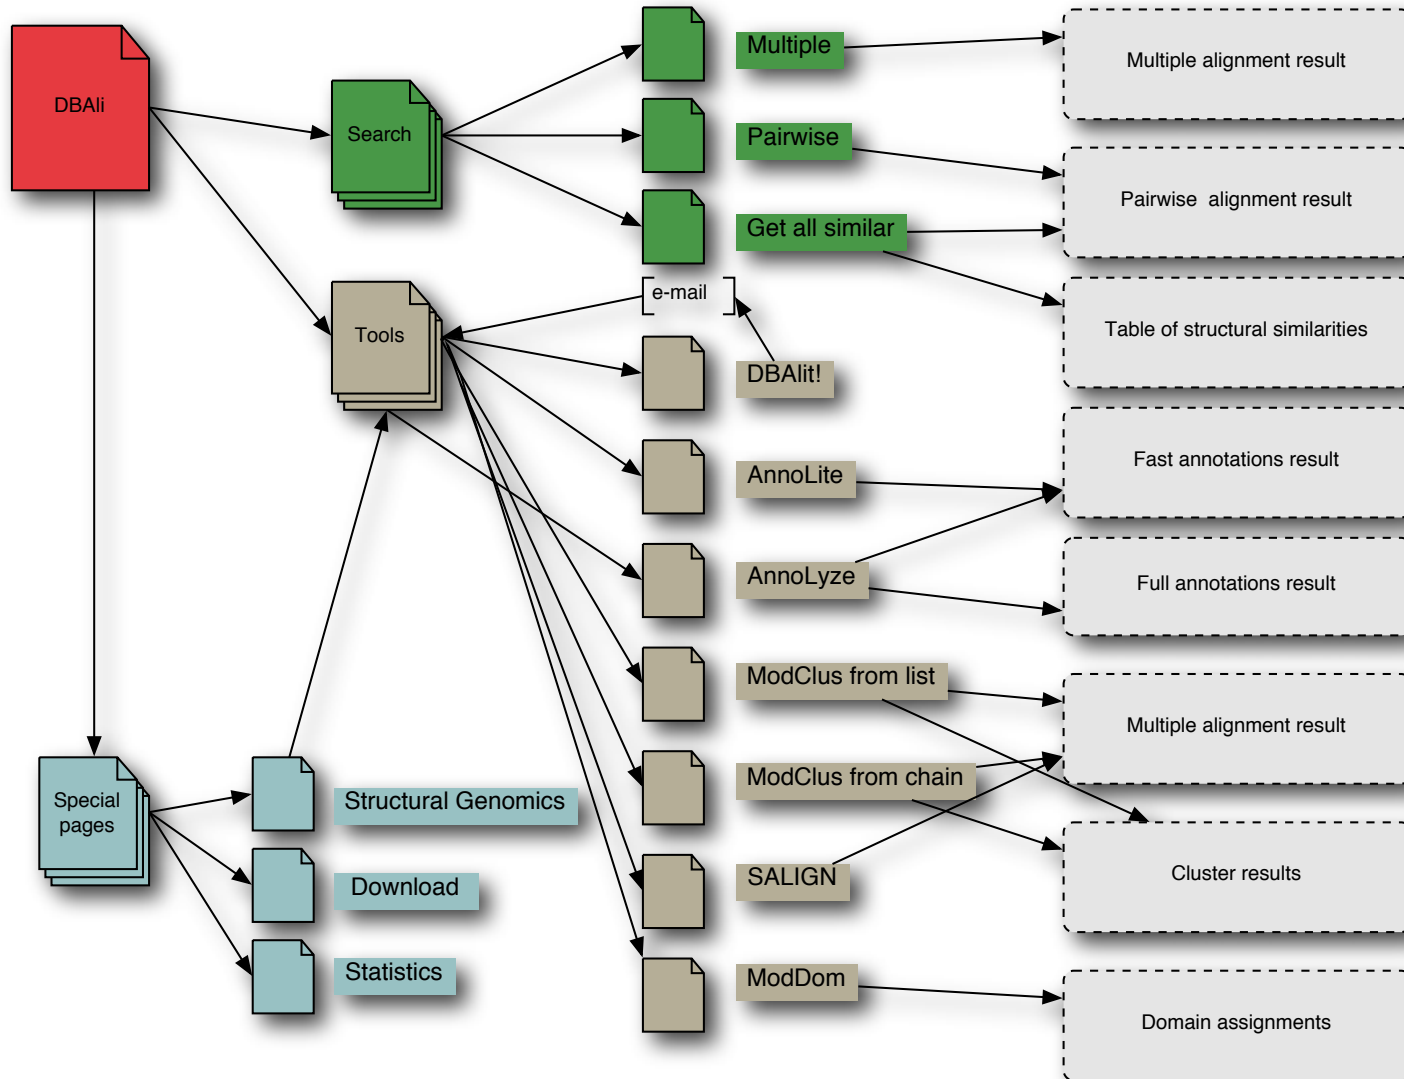 DBAli
Search
Multiple
Multiple alignment result
Pairwise
Pairwise  alignment result
Get all similar
e-mail
Tools
Table of structural similarities
DBAlit!
AnnoLite
Fast annotations result
AnnoLyze
Full annotations result
ModClus from list
Multiple alignment result
ModClus from chain
Special
pages
Structural Genomics
SALIGN
Cluster results
Download
Statistics
ModDom
Domain assignments